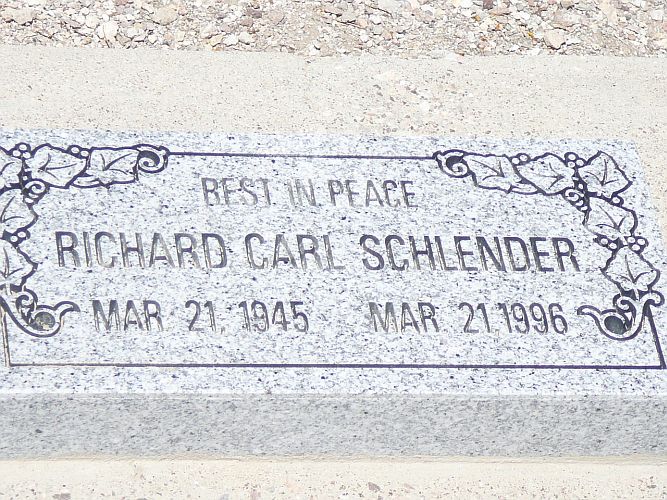 REST IN PEACE
RICHARD CARL SCHLENDER
MAR. 21, 1945 MAR 21, 1996